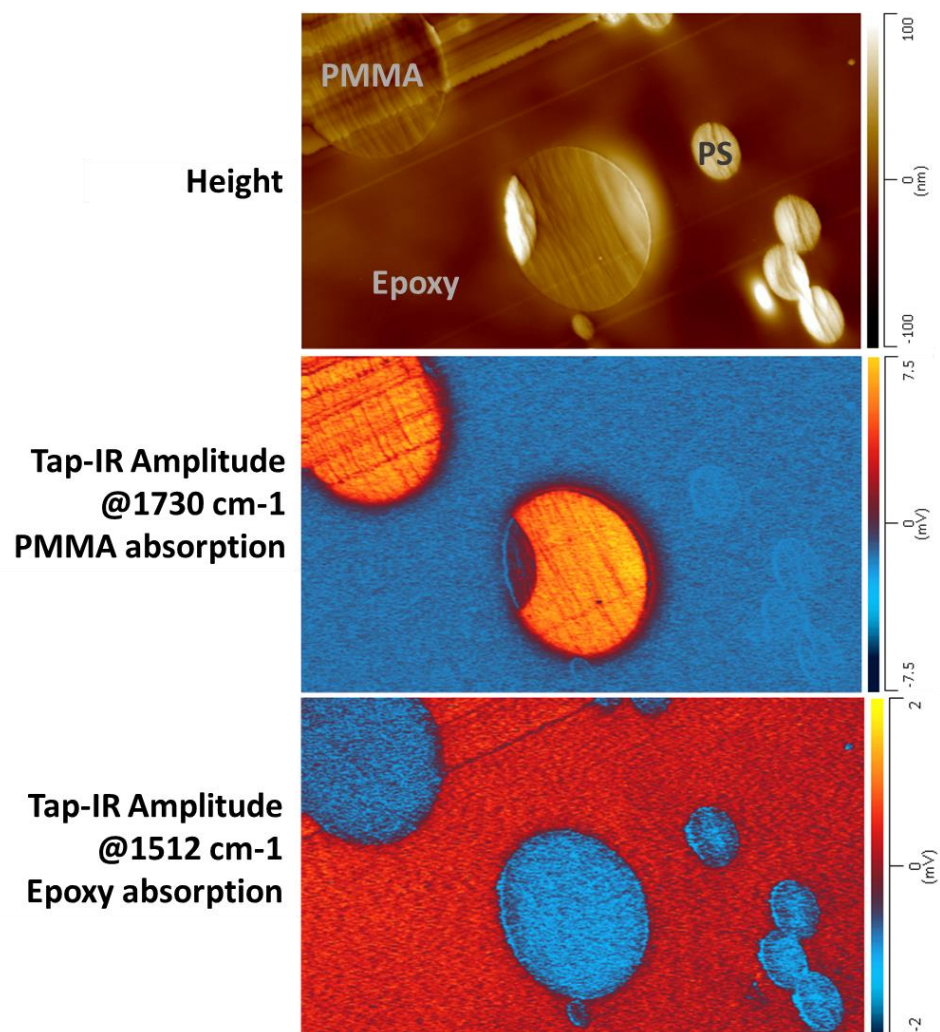 PMMA
PS
Height
Epoxy
100
0
(nm)
-100
Tap-IR Amplitude
@1730 cm-1
PMMA absorption
7.5
0
(mV)
-7.5
Tap-IR Amplitude
@1512 cm-1
Epoxy absorption
2
0
(mV)
-2